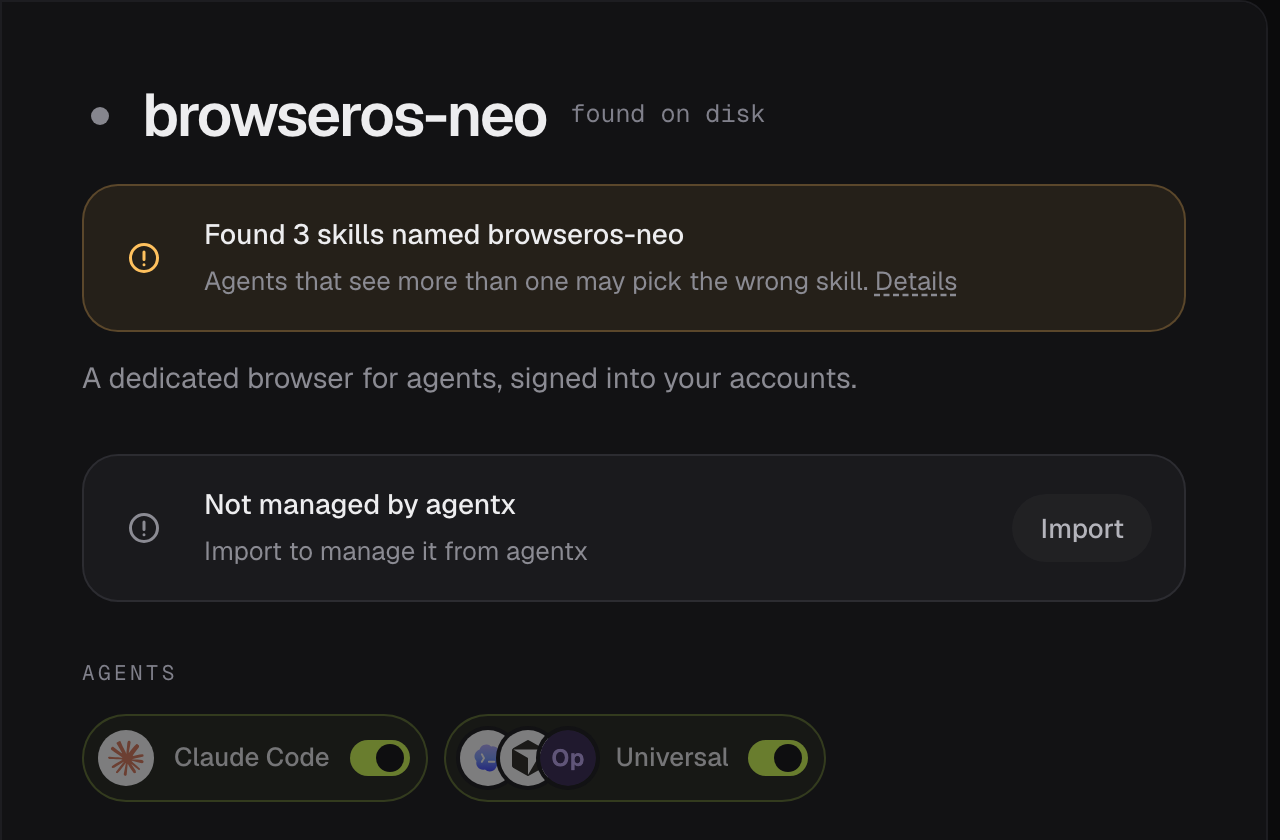 browseros-neo found on disk
Found 3 skills named browseros-neo
Agents that see more than one may pick the wrong skill. Details
A dedicated browser for agents, signed into your accounts.
Not managed by agentx
Import to manage it from agentx
Import
AGENTS
Claude Code
Op Universal